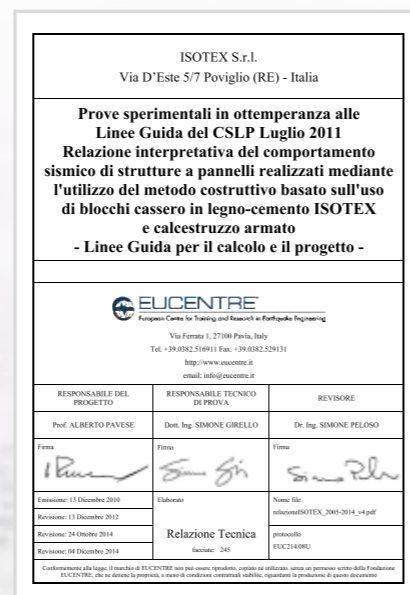 ISOTEX S.r.l.
Via D'Este 5/7 Poviglio (RE) - Italia
Prove sperimentali in ottemperanza alle
Linee Guida del CSLP Luglio 2011
Relazione interpretativa del comportamento
sismico di strutture a pannelli realizzati mediante
l'utilizzo del metodo costruttivo basato sull'uso
di blocchi cassero in legno-cemento ISOTEX
e calcestruzzo armato
- Linee Guida per il calcolo e il progetto -
EUCENTRE
European Centre for Training and Research in Earthquake Engineering
Via Ferrata 1, 27100 Pavia, Italy
Tel. +39.0382.516911 Fax. +39.0382.529131
http://www.eucentre.it
email: info@eucentre.it
RESPONSABILE DEL
PROGETTO
RESPONSABILE TECNICO
DI PROVA
REVISORE
Prof. ALBERTO PAVESE
Dott. Ing. SIMONE GIRELLO
Dr. Ing. SIMONE PELOSO
Firma
Firma
Firma
Emissione: 13 Dicembre 2010
Revisione: 13 Dicembre 2012
Revisione: 24 Ottobre 2014
Revisione: 04 Dicembre 2014
Elaborato
Relazione Tecnica
facciate: 245
Nome file:
relazioneISOTEX_2005-2014_v4.pdf
protocollo
EUC214/08U
Conformemente alla legge, il marchio di EUCENTRE non può essere riprodotto, copiato né utilizzato, senza un permesso scritto della Fondazione
EUCENTRE, che ne detiene la proprietà, a meno di condizioni contrattuali stabilite, riguardanti la produzione di questo documento